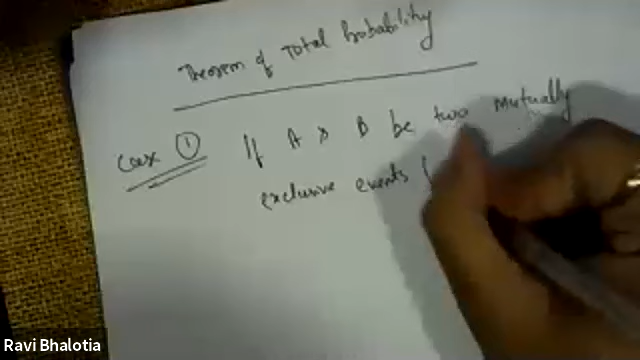 Theorem of Total Probability
Case ① If A & B be two mutually
exclusive events (
Ravi Bhalotia